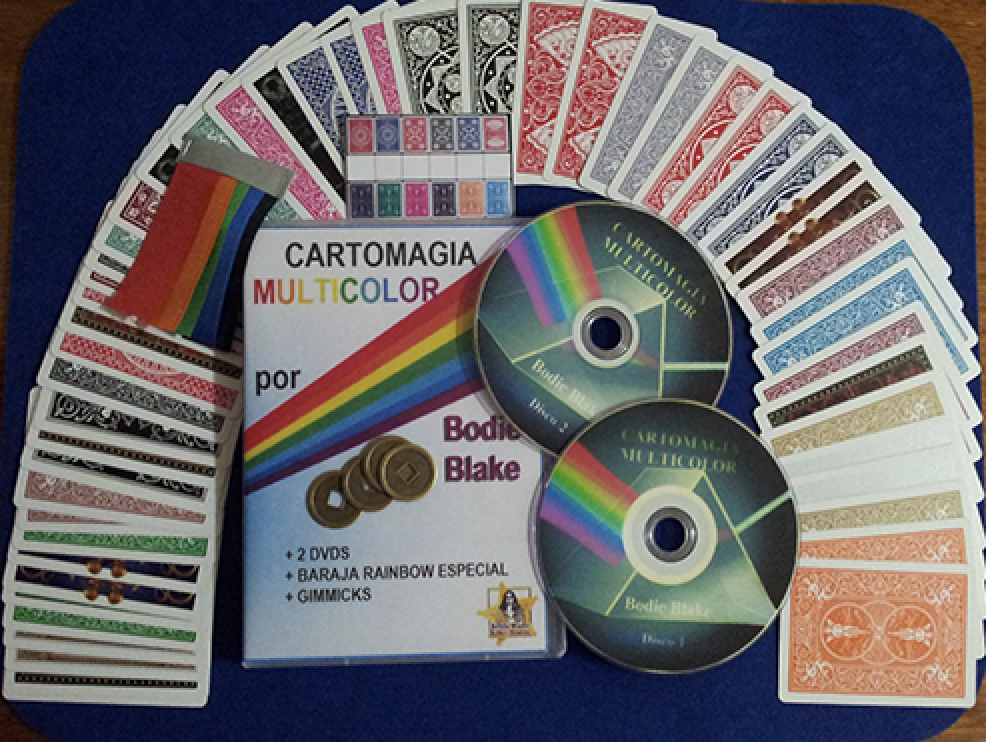 CARTOMAGIA
MULTICOLOR
por
Bodie
Blake
+ 2 DVDS
+ BARAJA RAINBOW ESPECIAL
+ GIMMICKS
CARTOMAGIA
MULTICOLOR
Bodie
Disco 2
CARTOMAGIA
MULTICOLOR
Bodie Blake
Disco 1